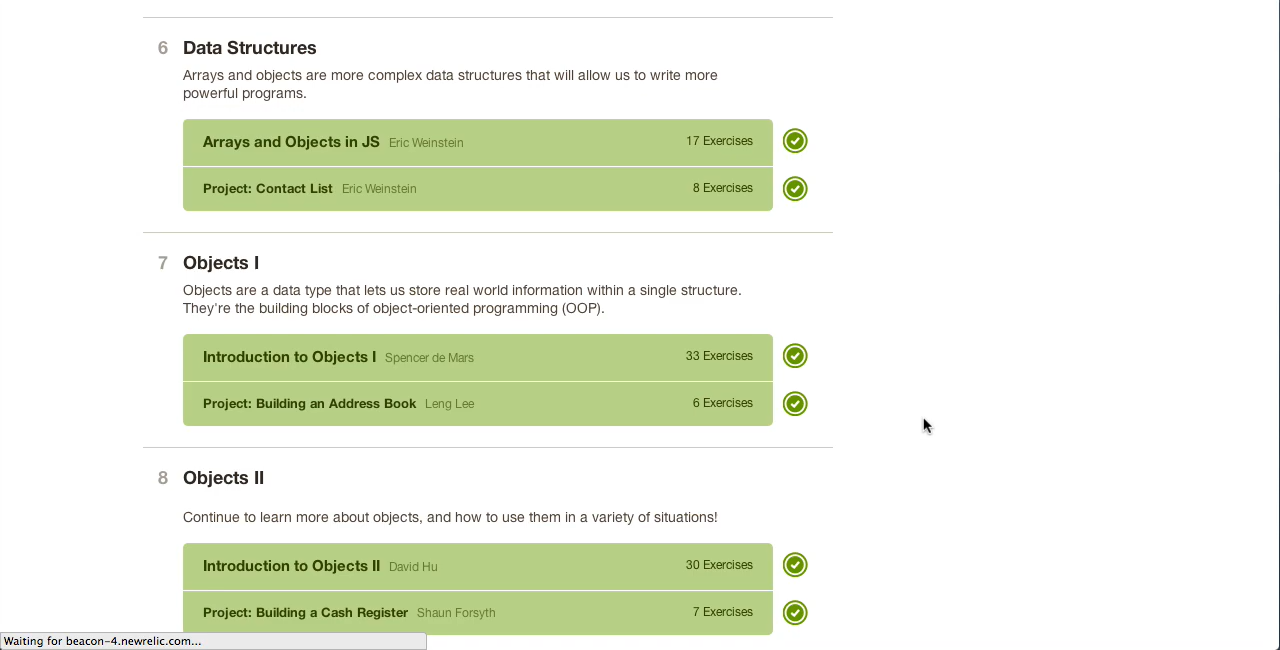 6 Data Structures
Arrays and objects are more complex data structures that will allow us to write more
powerful programs.
Arrays and Objects in JS Eric Weinstein 17 Exercises
Project: Contact List Eric Weinstein 8 Exercises
7 Objects I
Objects are a data type that lets us store real world information within a single structure.
They're the building blocks of object-oriented programming (OOP).
Introduction to Objects I Spencer de Mars 33 Exercises
Project: Building an Address Book Leng Lee 6 Exercises
8 Objects II
Continue to learn more about objects, and how to use them in a variety of situations!
Introduction to Objects II David Hu 30 Exercises
Project: Building a Cash Register Shaun Forsyth 7 Exercises
Waiting for beacon-4.newrelic.com...